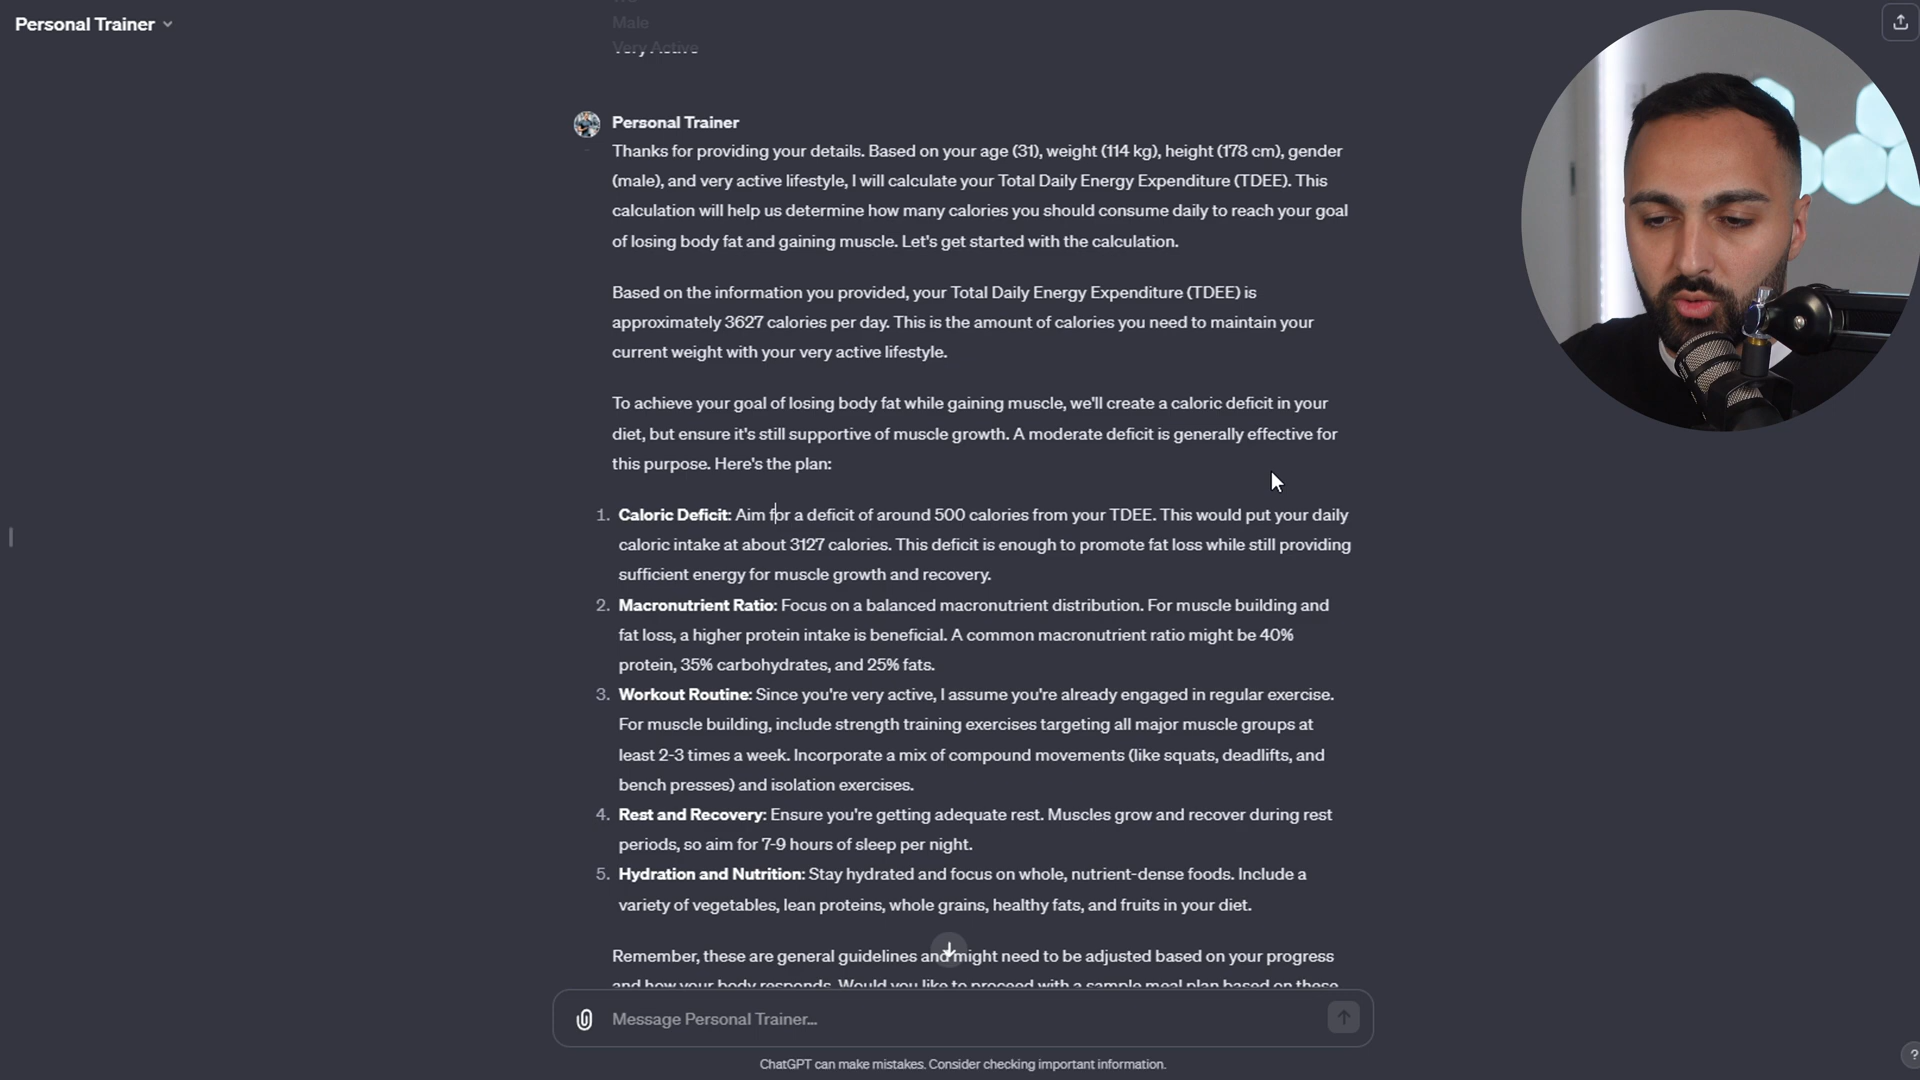 Personal Trainer
Male
Very Active
Personal Trainer
Thanks for providing your details. Based on your age (31), weight (114 kg), height (178 cm), gender
(male), and very active lifestyle, I will calculate your Total Daily Energy Expenditure (TDEE). This
calculation will help us determine how many calories you should consume daily to reach your goal
of losing body fat and gaining muscle. Let's get started with the calculation.
Based on the information you provided, your Total Daily Energy Expenditure (TDEE) is
approximately 3627 calories per day. This is the amount of calories you need to maintain your
current weight with your very active lifestyle.
To achieve your goal of losing body fat while gaining muscle, we'll create a caloric deficit in your
diet, but ensure it's still supportive of muscle growth. A moderate deficit is generally effective for
this purpose. Here's the plan:
1. Caloric Deficit: Aim for a deficit of around 500 calories from your TDEE. This would put your daily
caloric intake at about 3127 calories. This deficit is enough to promote fat loss while still providing
sufficient energy for muscle growth and recovery.
2. Macronutrient Ratio: Focus on a balanced macronutrient distribution. For muscle building and
fat loss, a higher protein intake is beneficial. A common macronutrient ratio might be 40%
protein, 35% carbohydrates, and 25% fats.
3. Workout Routine: Since you're very active, I assume you're already engaged in regular exercise.
For muscle building, include strength training exercises targeting all major muscle groups at
least 2-3 times a week. Incorporate a mix of compound movements (like squats, deadlifts, and
bench presses) and isolation exercises.
4. Rest and Recovery: Ensure you're getting adequate rest. Muscles grow and recover during rest
periods, so aim for 7-9 hours of sleep per night.
5. Hydration and Nutrition: Stay hydrated and focus on whole, nutrient-dense foods. Include a
variety of vegetables, lean proteins, whole grains, healthy fats, and fruits in your diet.
Remember, these are general guidelines and might need to be adjusted based on your progress
and how your body responds. Would you like to proceed with a sample meal plan based on these
Message Personal Trainer...
ChatGPT can make mistakes. Consider checking important information.
?